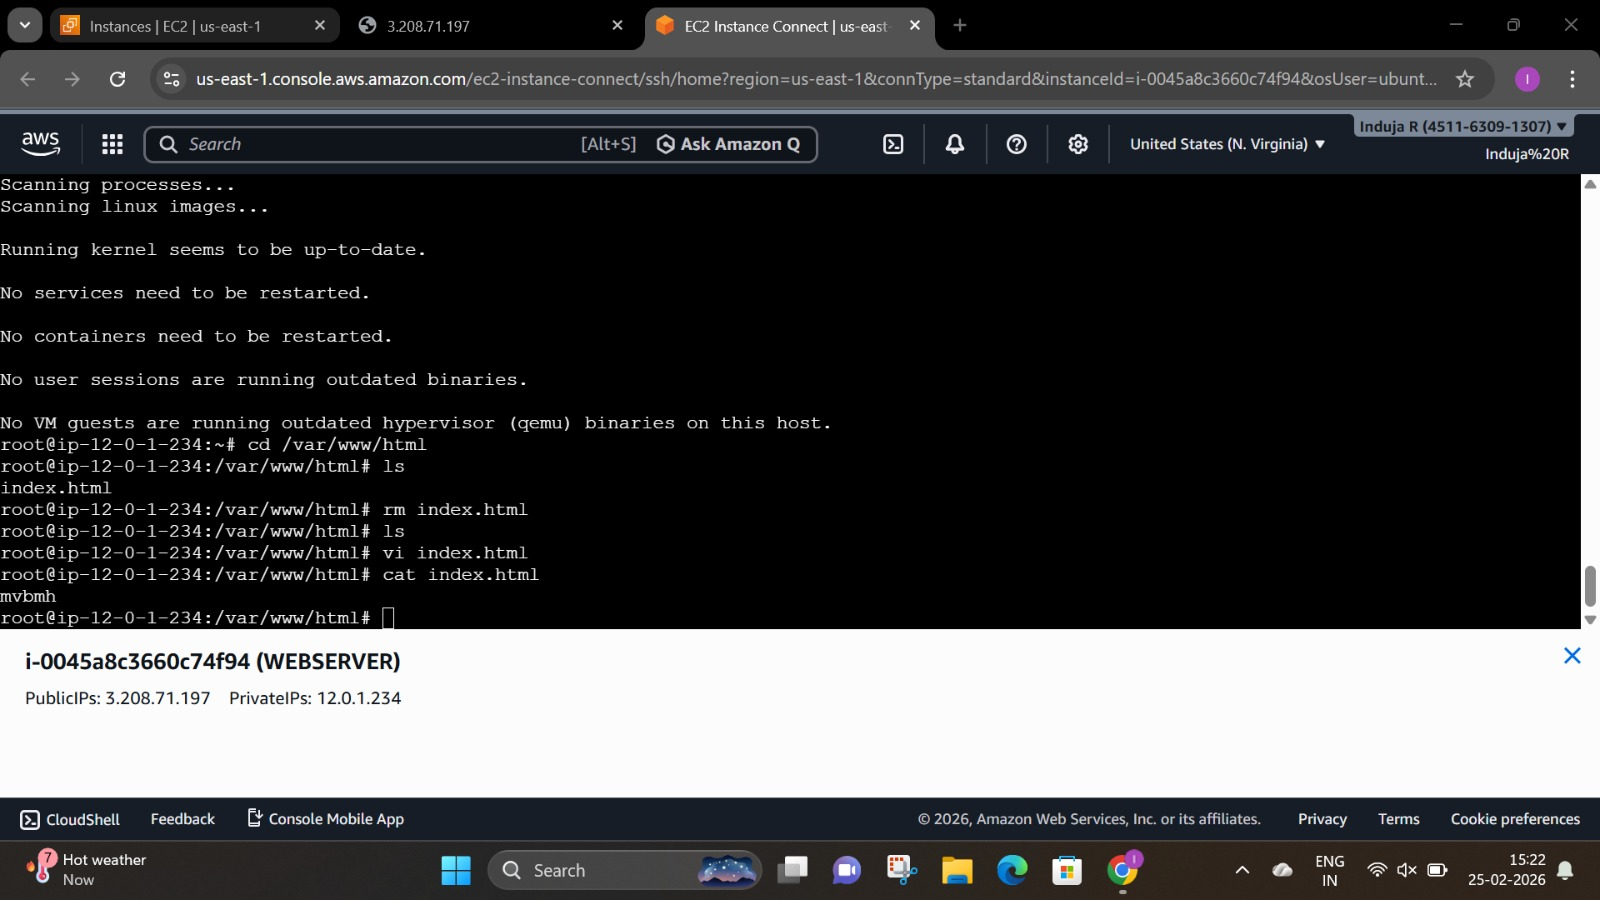 Instances | EC2 | us-east-1
3.208.71.197
EC2 Instance Connect | us-east-
us-east-1.console.aws.amazon.com/ec2-instance-connect/ssh/home?region=us-east-1&connType=standard&instanceId=i-0045a8c3660c74f94&osUser=ubunt...
I
aws
Search
[Alt+S]
Ask Amazon Q
United States (N. Virginia) ▼
Induja R (4511-6309-1307) ▼
Induja%20R
Scanning processes...
Scanning linux images...
Running kernel seems to be up-to-date.
No services need to be restarted.
No containers need to be restarted.
No user sessions are running outdated binaries.
No VM guests are running outdated hypervisor (qemu) binaries on this host.
root@ip-12-0-1-234:~# cd /var/www/html
root@ip-12-0-1-234:/var/www/html# ls
index.html
root@ip-12-0-1-234:/var/www/html# rm index.html
root@ip-12-0-1-234:/var/www/html# ls
root@ip-12-0-1-234:/var/www/html# vi index.html
root@ip-12-0-1-234:/var/www/html# cat index.html
mvbmh
root@ip-12-0-1-234:/var/www/html#
i-0045a8c3660c74f94 (WEBSERVER)
PublicIPs: 3.208.71.197 PrivateIPs: 12.0.1.234
CloudShell
Feedback
Console Mobile App
© 2026, Amazon Web Services, Inc. or its affiliates.
Privacy
Terms
Cookie preferences
7
Hot weather
Now
Search
I
ENG
IN
15:22
25-02-2026